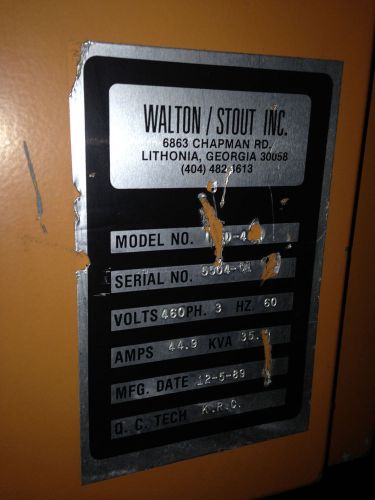 WALTON / STOUT INC.
6863 CHAPMAN RD.
LITHONIA, GEORGIA 30058
(404) 482
MODEL NO.
SERIAL NO.
VOLTS 460 PH. 3 HZ. 60
AMPS 44.9 KVA
MFG. DATE 12-5-89
Q. C. TECH K.R.C.